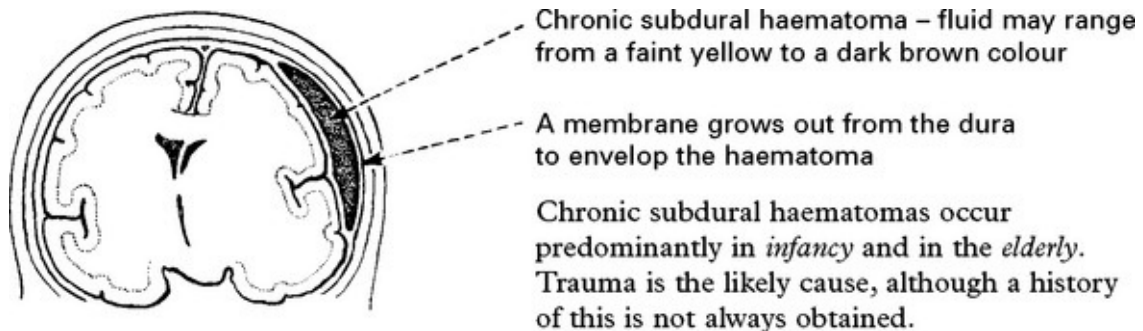 Chronic subdural haematoma – fluid may range
from a faint yellow to a dark brown colour
A membrane grows out from the dura
to envelop the haematoma
Chronic subdural haematomas occur
predominantly in infancy and in the elderly.
Trauma is the likely cause, although a history
of this is not always obtained.